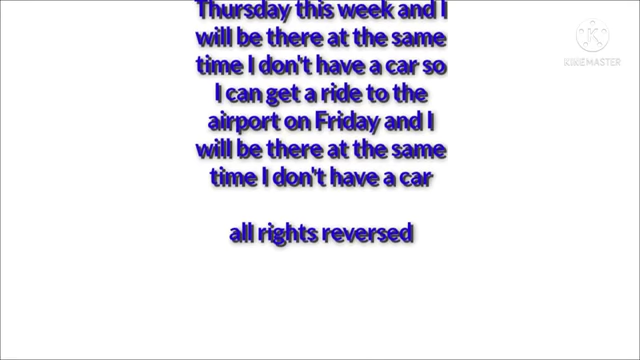 Thursday this week and I
will be there at the same
time I don't have a car so
I can get a ride to the
airport on Friday and I
will be there at the same
time I don't have a car
all rights reversed
KINEMASTER